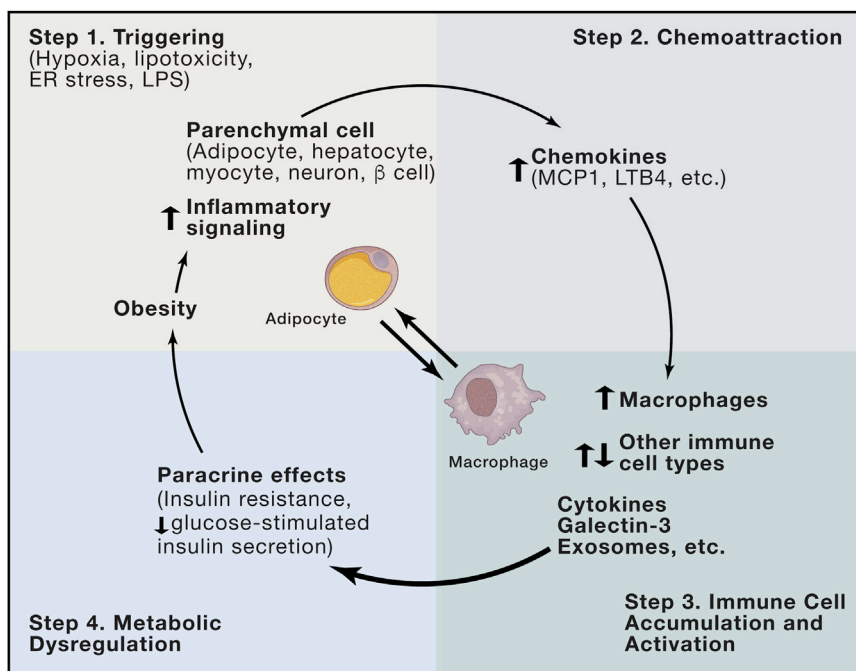 Step 1. Triggering
(Hypoxia, lipotoxicity,
ER stress, LPS)
Parenchymal cell
(Adipocyte, hepatocyte,
myocyte, neuron, β cell)
Inflammatory
signaling
Obesity
Adipocyte
Step 2. Chemoattraction
Chemokines
(MCP1, LTB4, etc.)
Macrophage
Macrophages
Other immune
cell types
Cytokines
Galectin-3
Exosomes, etc.
Step 3. Immune Cell
Accumulation and
Activation
Paracrine effects
(Insulin resistance,
glucose-stimulated
insulin secretion)
Step 4. Metabolic
Dysregulation